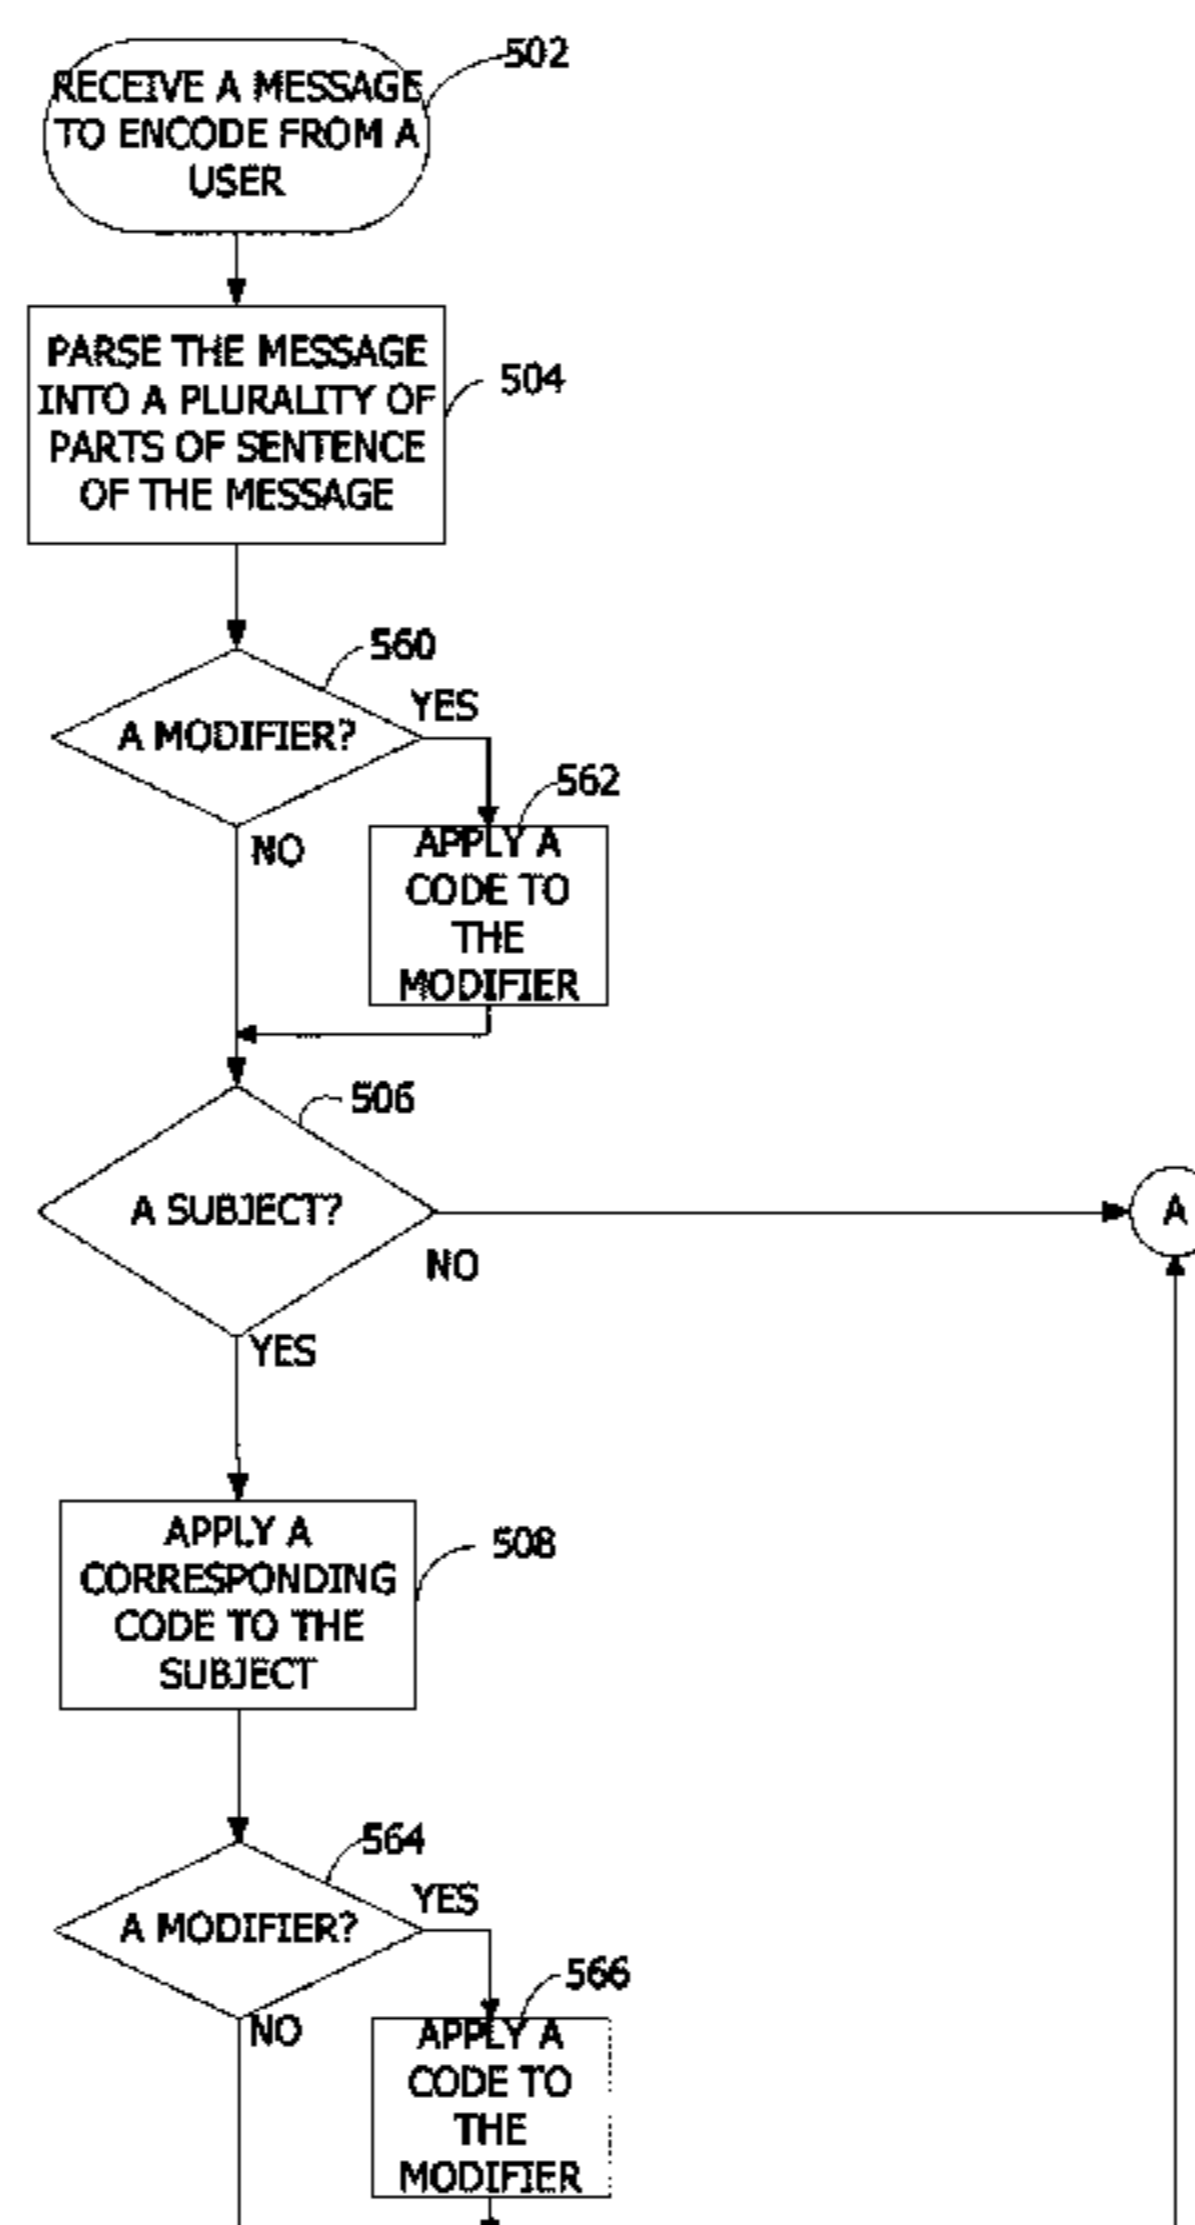 502
RECEIVE A MESSAGE
TO ENCODE FROM A
USER
PARSE THE MESSAGE
INTO A PLURALITY OF
PARTS OF SENTENCE
OF THE MESSAGE
504
560
A MODIFIER?
YES
NO
562
APPLY A
CODE TO
THE
MODIFIER
506
A SUBJECT?
NO
A
YES
APPLY A
CORRESPONDING
CODE TO THE
SUBJECT
508
564
A MODIFIER?
YES
NO
566
APPLY A
CODE TO
THE
MODIFIER